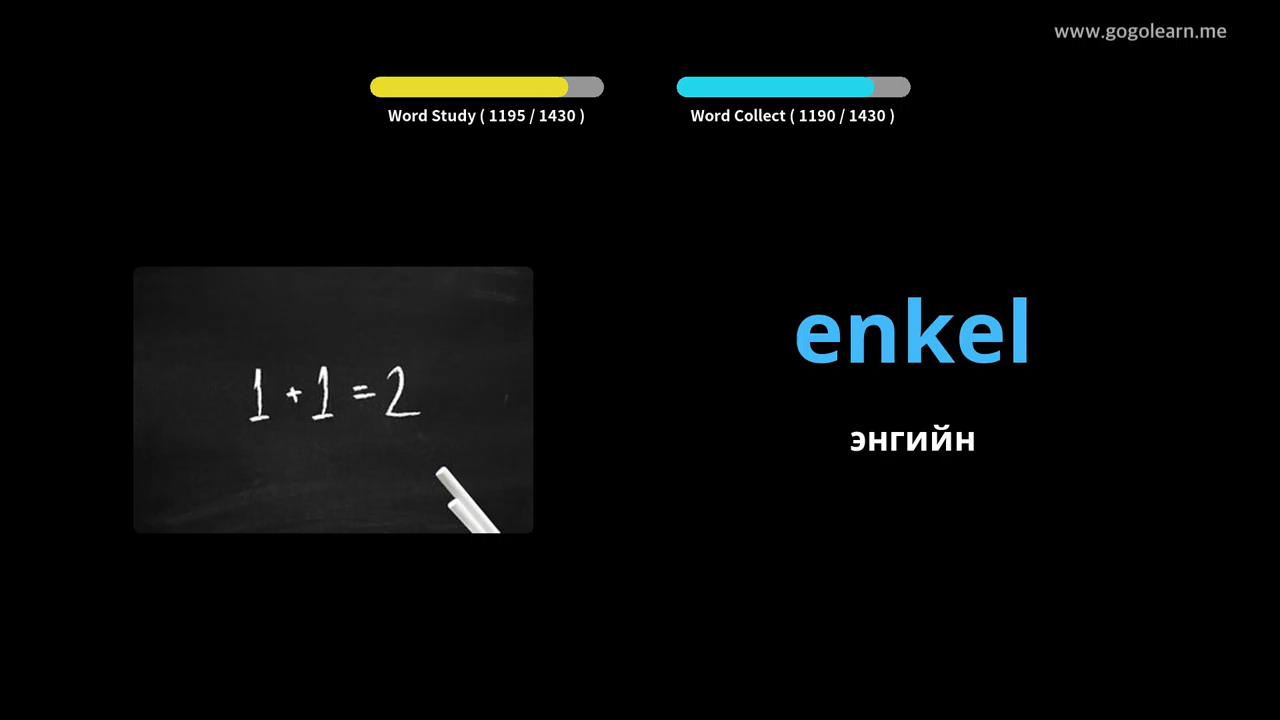 www.gogolearn.me
Word Study ( 1195 / 1430 )
Word Collect ( 1190 / 1430 )
1 + 1 = 2
enkel
энгийн